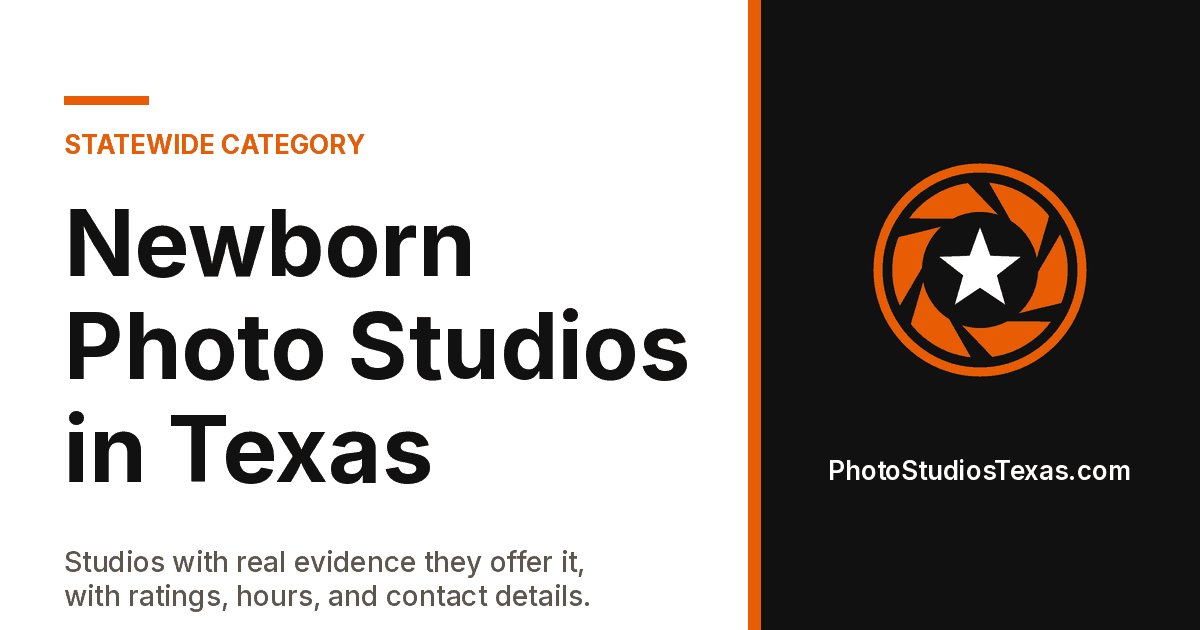 STATEWIDE CATEGORY
Newborn
Photo Studios
in Texas
Studios with real evidence they offer it,
with ratings, hours, and contact details.
PhotoStudiosTexas.com